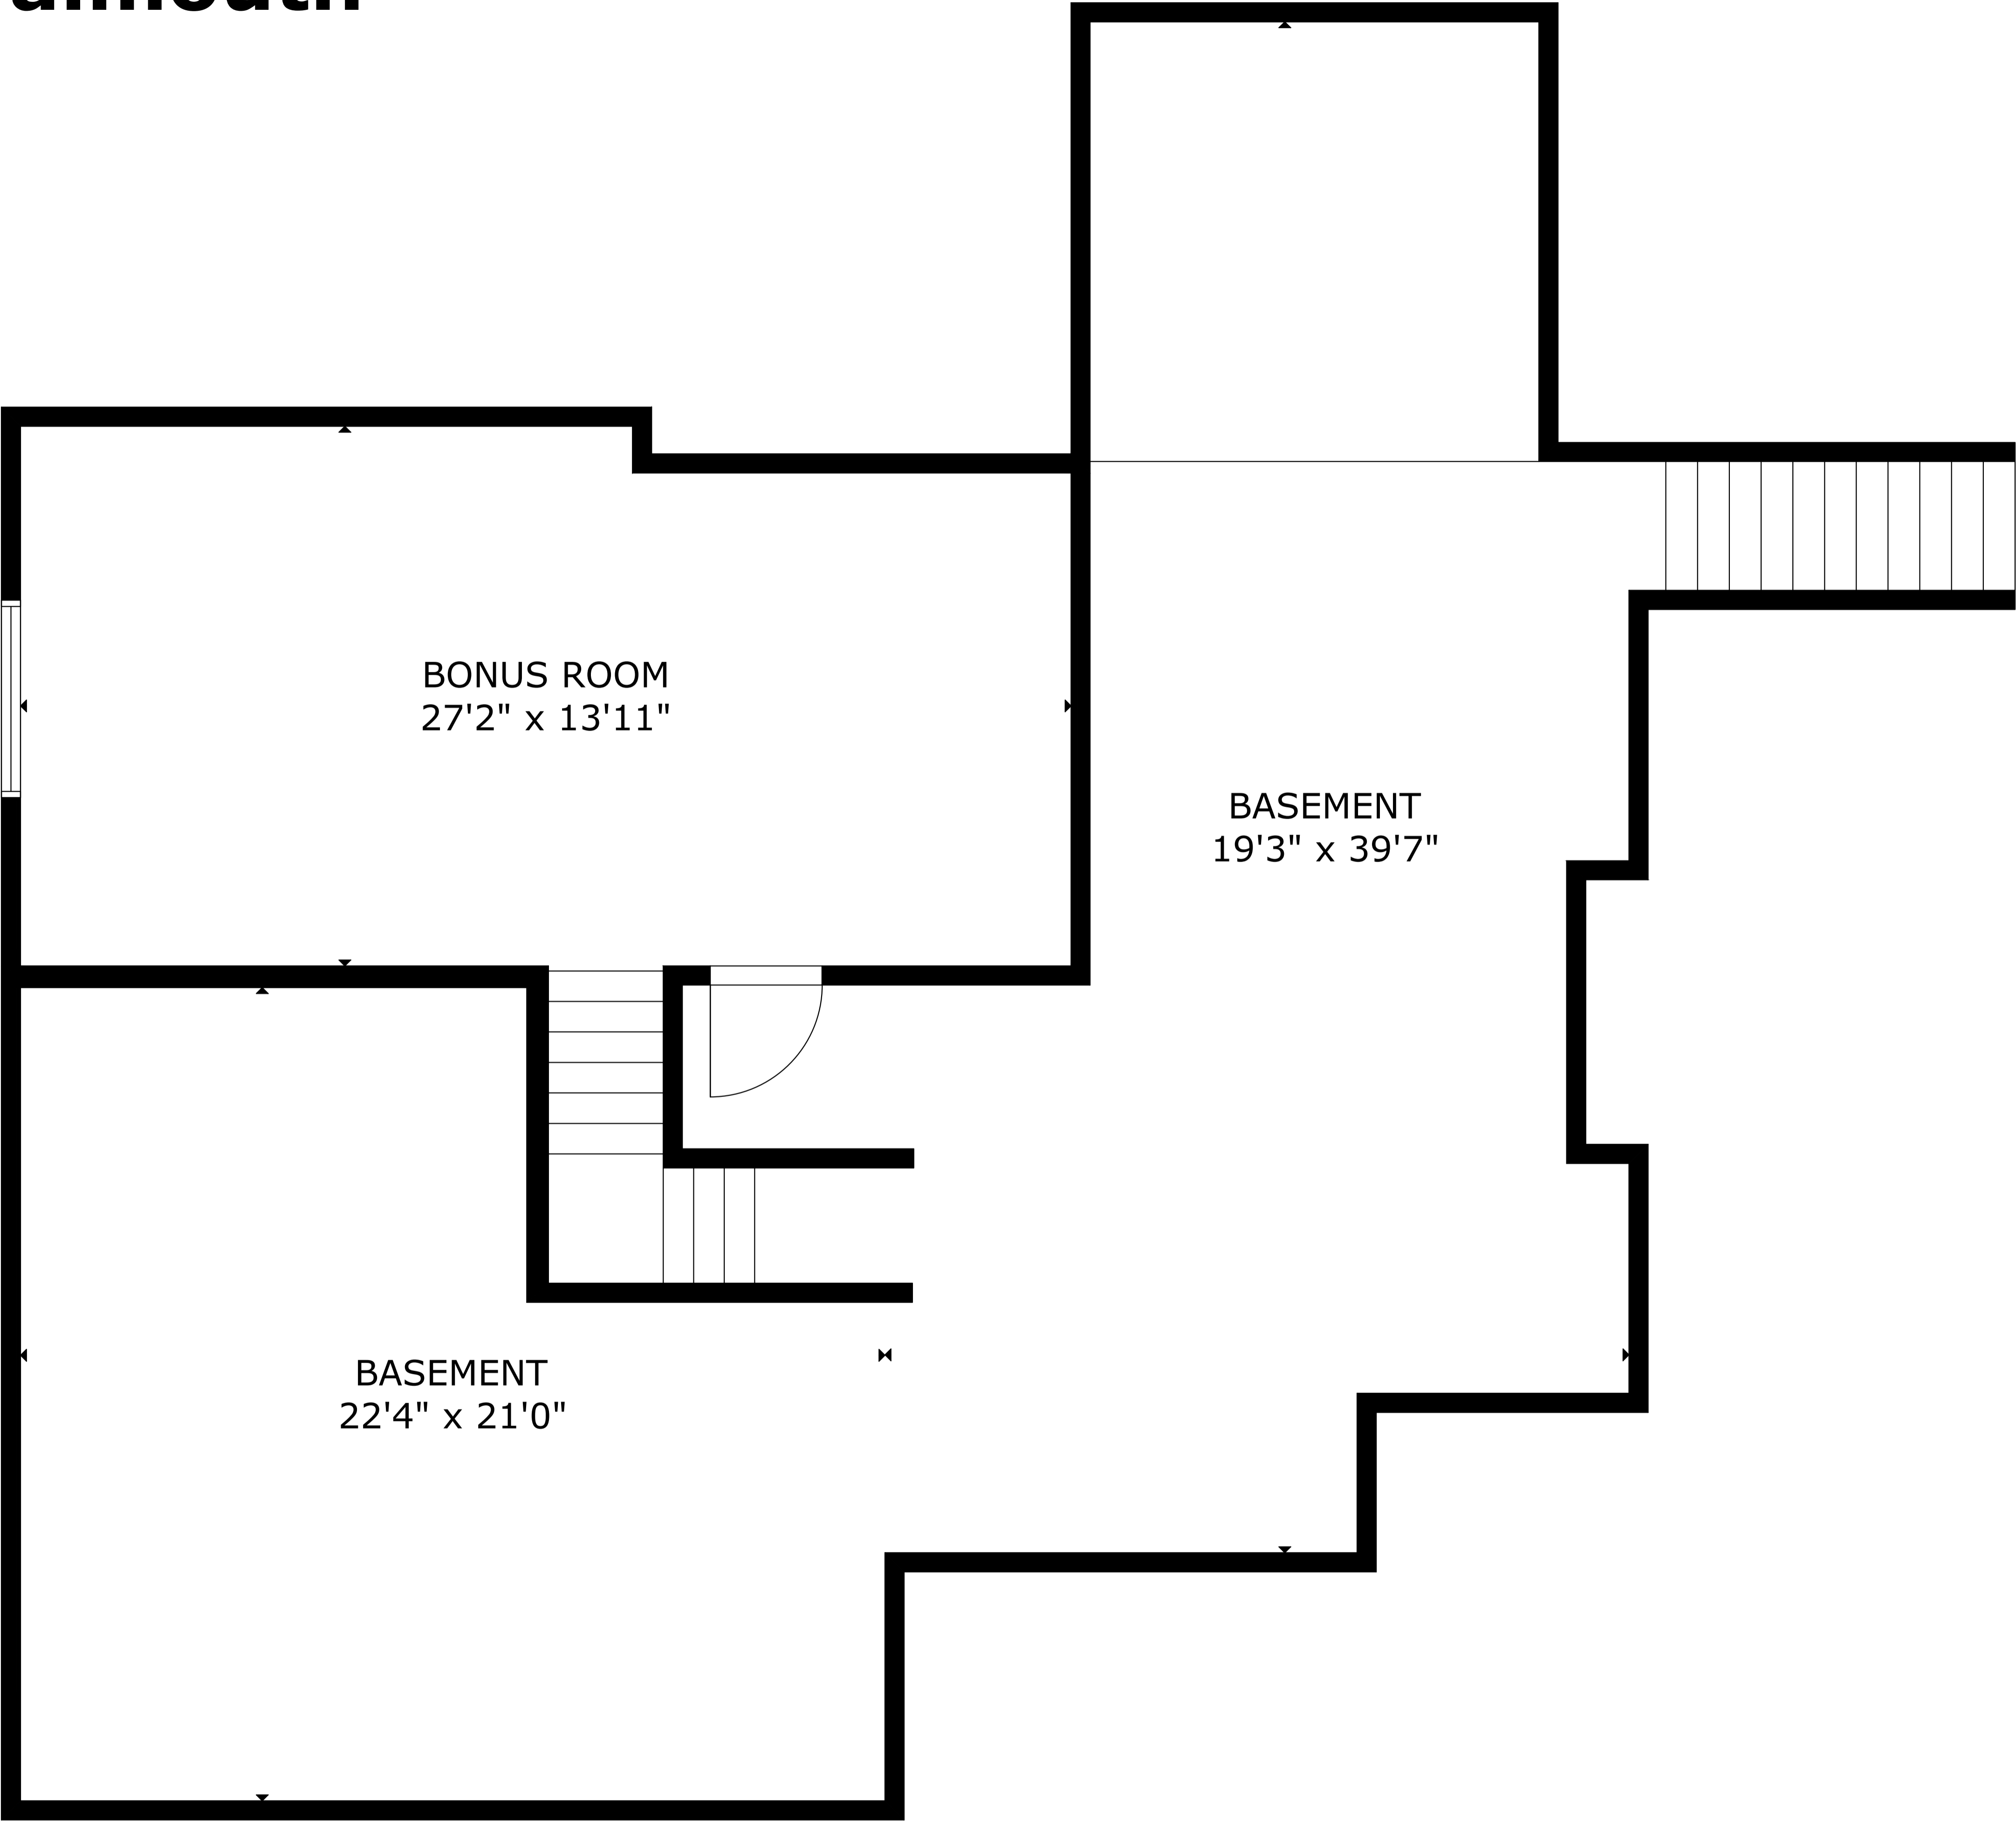 BONUS ROOM
27'2" x 13'11"
BASEMENT
19'3" x 39'7"
BASEMENT
22'4" x 21'0"